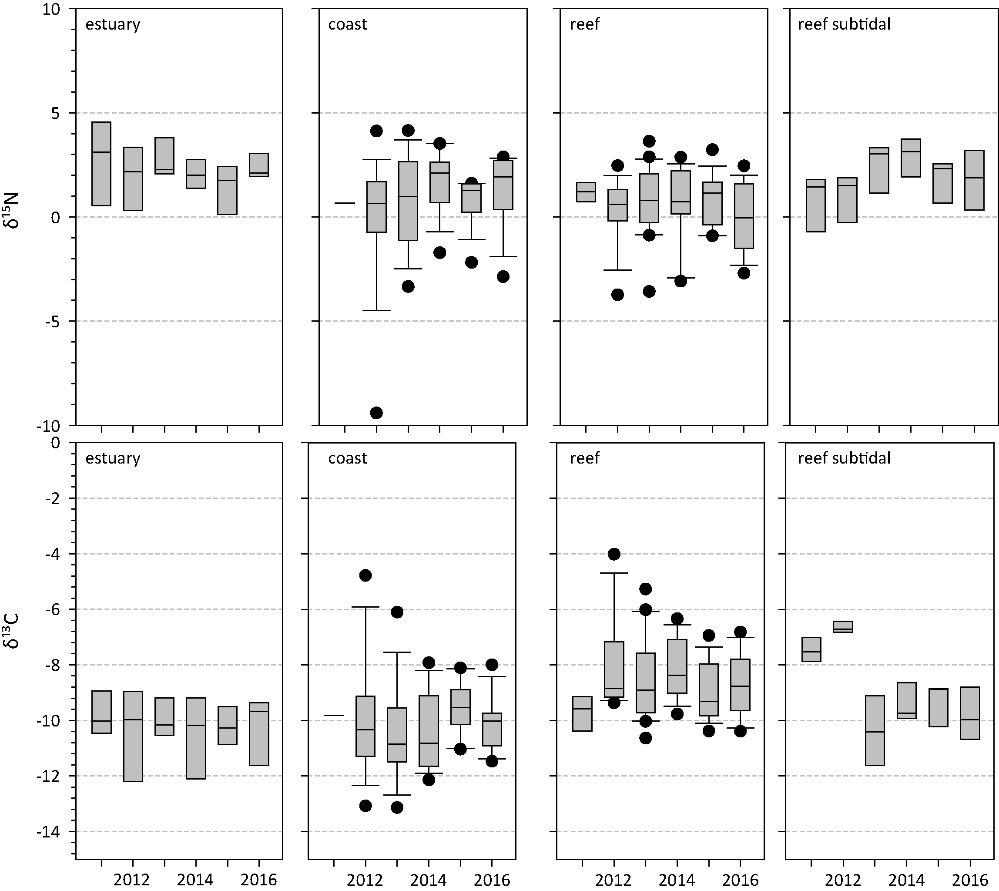 10
5
0
-5
-10
δ¹⁵N
estuary
coast
reef
reef subtidal
0
-2
-4
-6
-8
-10
-12
-14
δ¹³C
estuary
coast
reef
reef subtidal
2012 2014 2016
2012 2014 2016
2012 2014 2016
2012 2014 2016